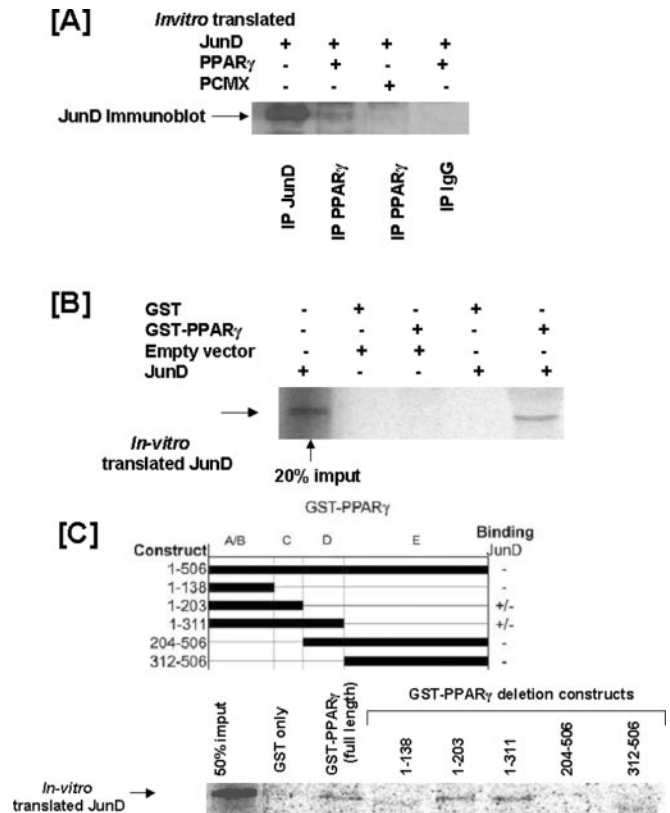 [A]
Invitro translated
JunD + + + +
PPARγ - + - +
PCMX - - + -
JunD Immunoblot
IP JunD
IP PPARγ
IP PPARγ
IP IgG
[B]
GST - + - + -
GST-PPARγ - - + - +
Empty vector - + + - -
JunD + - - + +
In-vitro
translated JunD
20% imput
GST-PPARγ
[C]
Construct A/B C D E Binding
JunD
1-506 -
1-138 -
1-203 +/-
1-311 +/-
204-506 -
312-506 -
GST-PPARγ deletion constructs
50% imput
GST only
GST-PPARγ
(full length)
1-138
1-203
1-311
204-506
312-506
In-vitro
translated JunD